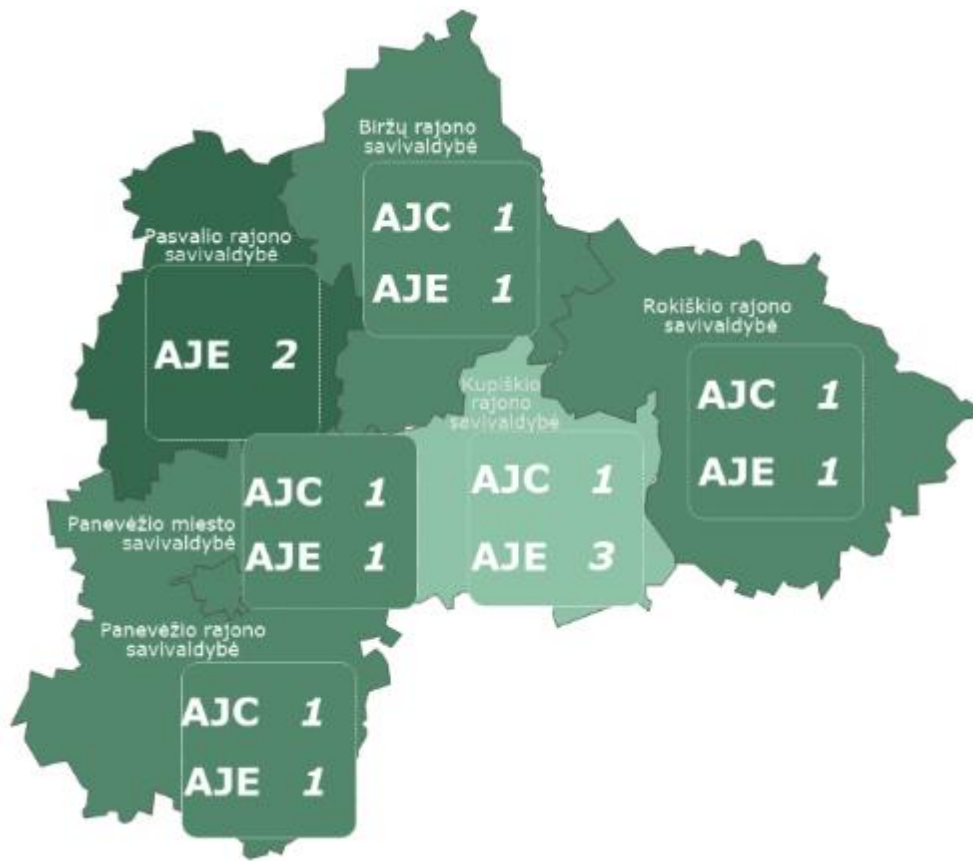 Biržų rajono
savivaldybė
AJC 1
AJE 1
Pasvalio rajono
savivaldybė
AJE 2
Rokiškio rajono
savivaldybė
AJC 1
AJE 1
Kupiškio
rajono
savivaldybė
AJC 1
AJE 3
Panevėžio miesto
savivaldybė
AJC 1
AJE 1
Panevėžio rajono
savivaldybė
AJC 1
AJE 1